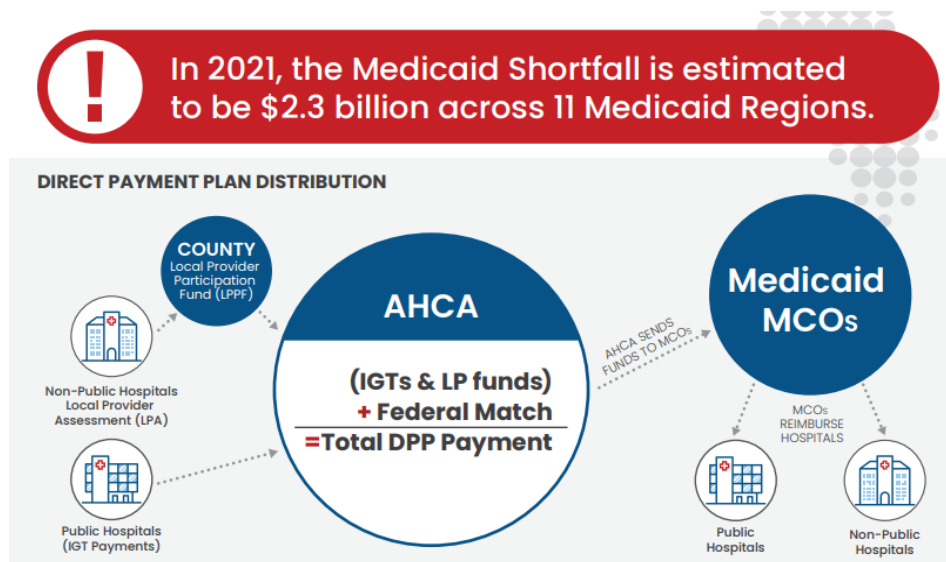 !
In 2021, the Medicaid Shortfall is estimated
to be $2.3 billion across 11 Medicaid Regions.
DIRECT PAYMENT PLAN DISTRIBUTION
COUNTY
Local Provider
Participation
Fund (LPPF)
Non-Public Hospitals
Local Provider
Assessment (LPA)
Public Hospitals
(IGT Payments)
AHCA
(IGTs & LP funds)
+ Federal Match
=Total DPP Payment
AHCA SENDS
FUNDS TO MCOs
Medicaid
MCOs
MCOs
REIMBURSE
HOSPITALS
Public
Hospitals
Non-Public
Hospitals